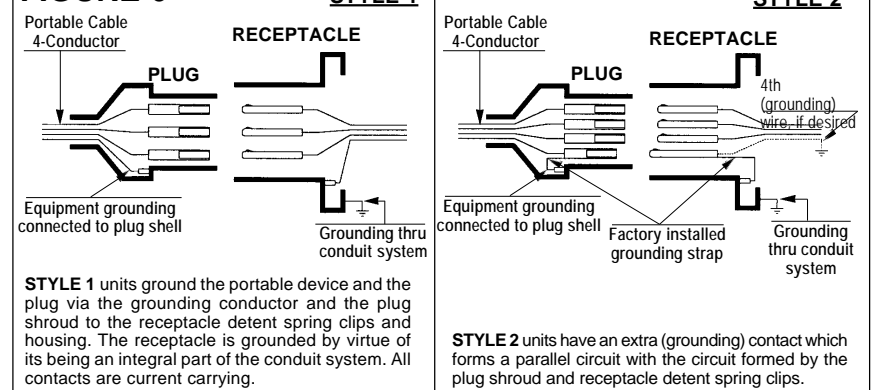 Portable Cable
4-Conductor
RECEPTACLE
PLUG
Equipment grounding
connected to plug shell
Grounding thru
conduit system
STYLE 1 units ground the portable device and the
plug via the grounding conductor and the plug
shroud to the receptacle detent spring clips and
housing. The receptacle is grounded by virtue of
its being an integral part of the conduit system. All
contacts are current carrying.
STYLE 2
Portable Cable
4-Conductor
RECEPTACLE
PLUG
4th
(grounding)
wire, if desired
Equipment grounding
connected to plug shell
Factory installed
grounding strap
Grounding
thru conduit
system
STYLE 2 units have an extra (grounding) contact which
forms a parallel circuit with the circuit formed by the
plug shroud and receptacle detent spring clips.